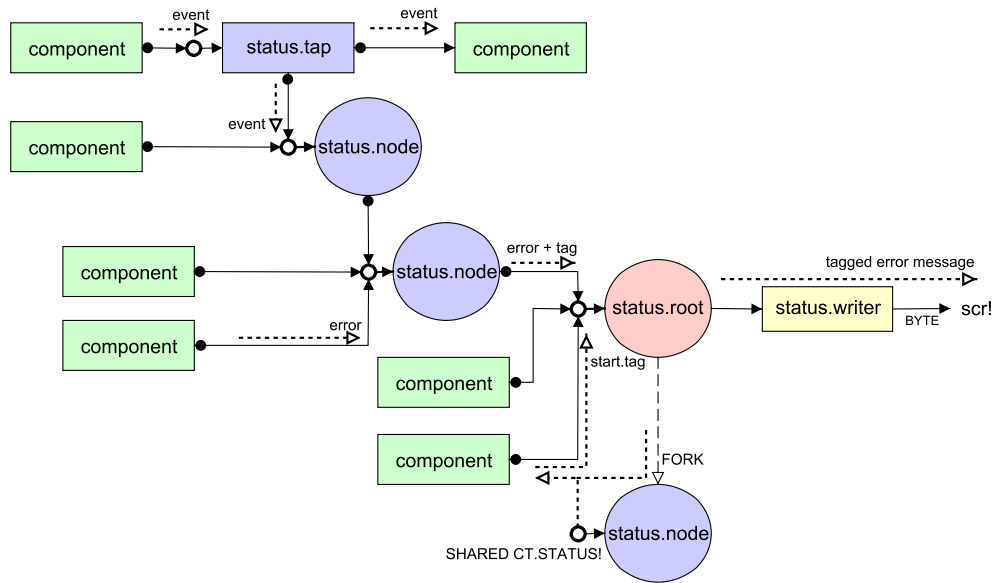 event
event
component
status.tap
component
event
component
status.node
error + tag
component
status.node
tagged error message
status.root
status.writer
BYTE
scr!
error
component
start.tag
component
component
FORK
status.node
SHARED CT.STATUS!